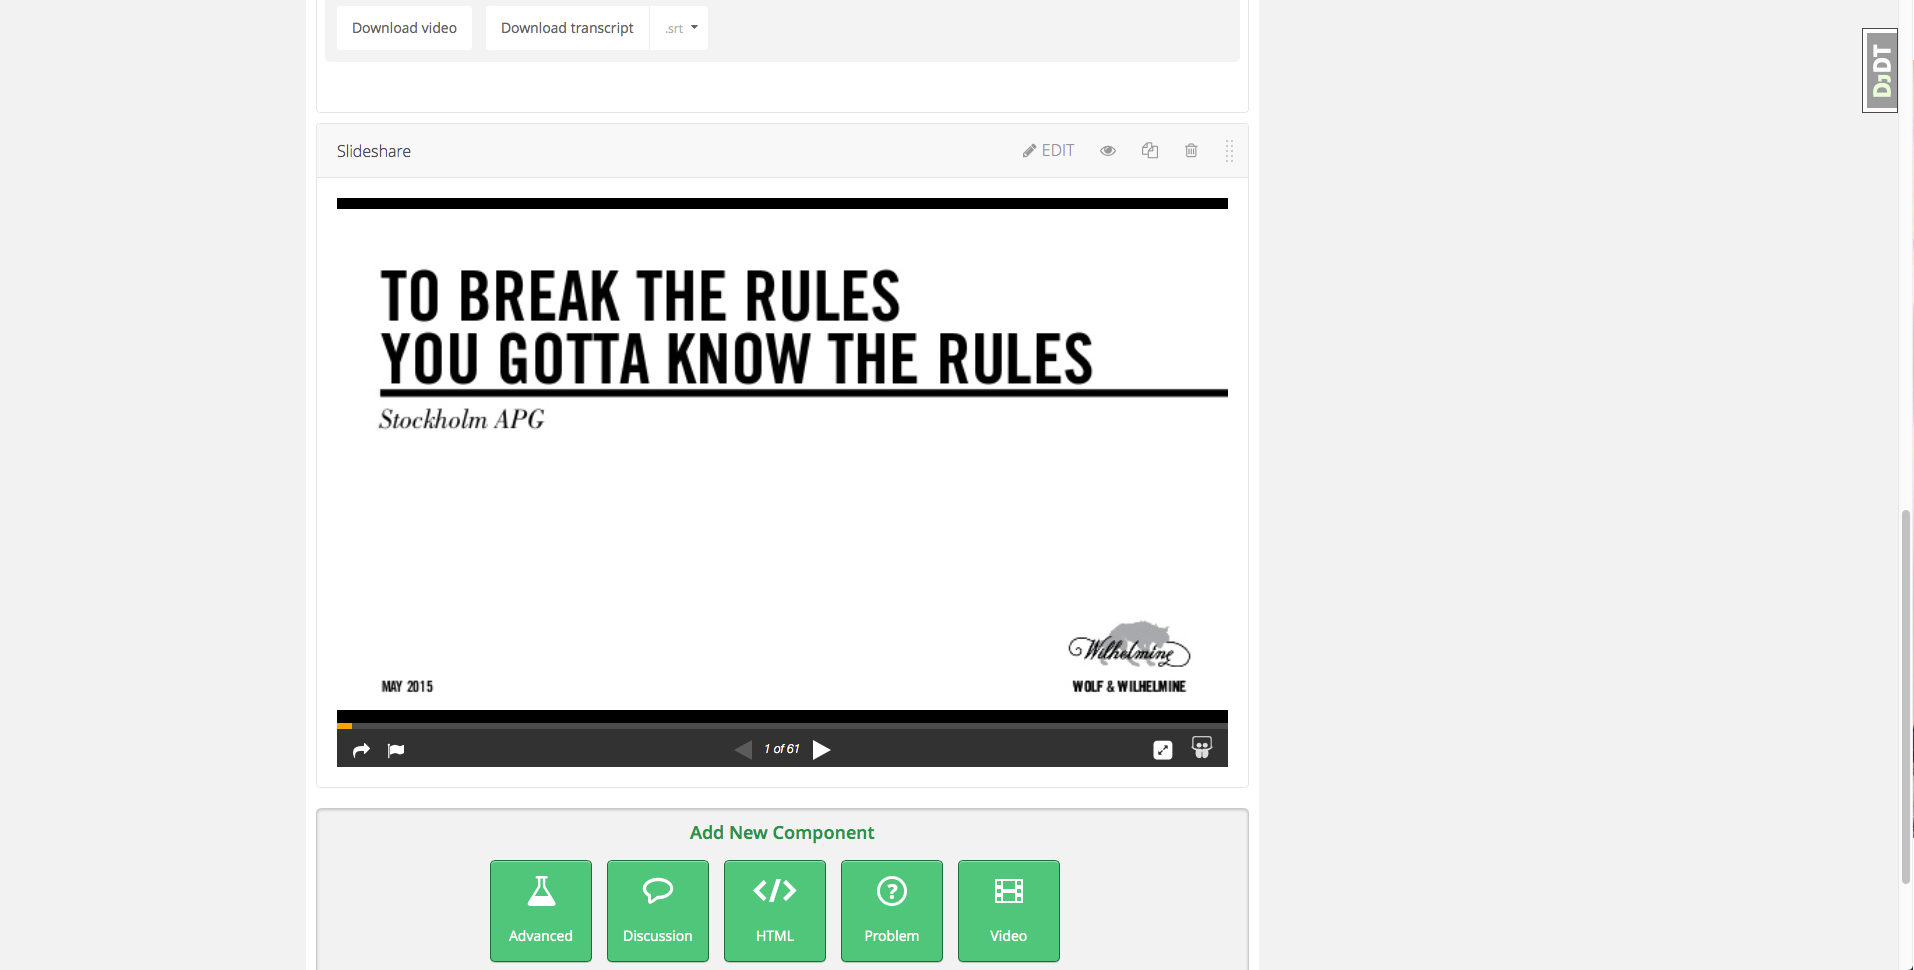 Download video
Download transcript
.srt
DjDT
Slideshare
EDIT
TO BREAK THE RULES
YOU GOTTA KNOW THE RULES
Stockholm APG
Wilhelmine
MAY 2015
WOLF & WILHELMINE
1 of 61
Add New Component
Advanced
Discussion
</>
HTML
?
Problem
Video